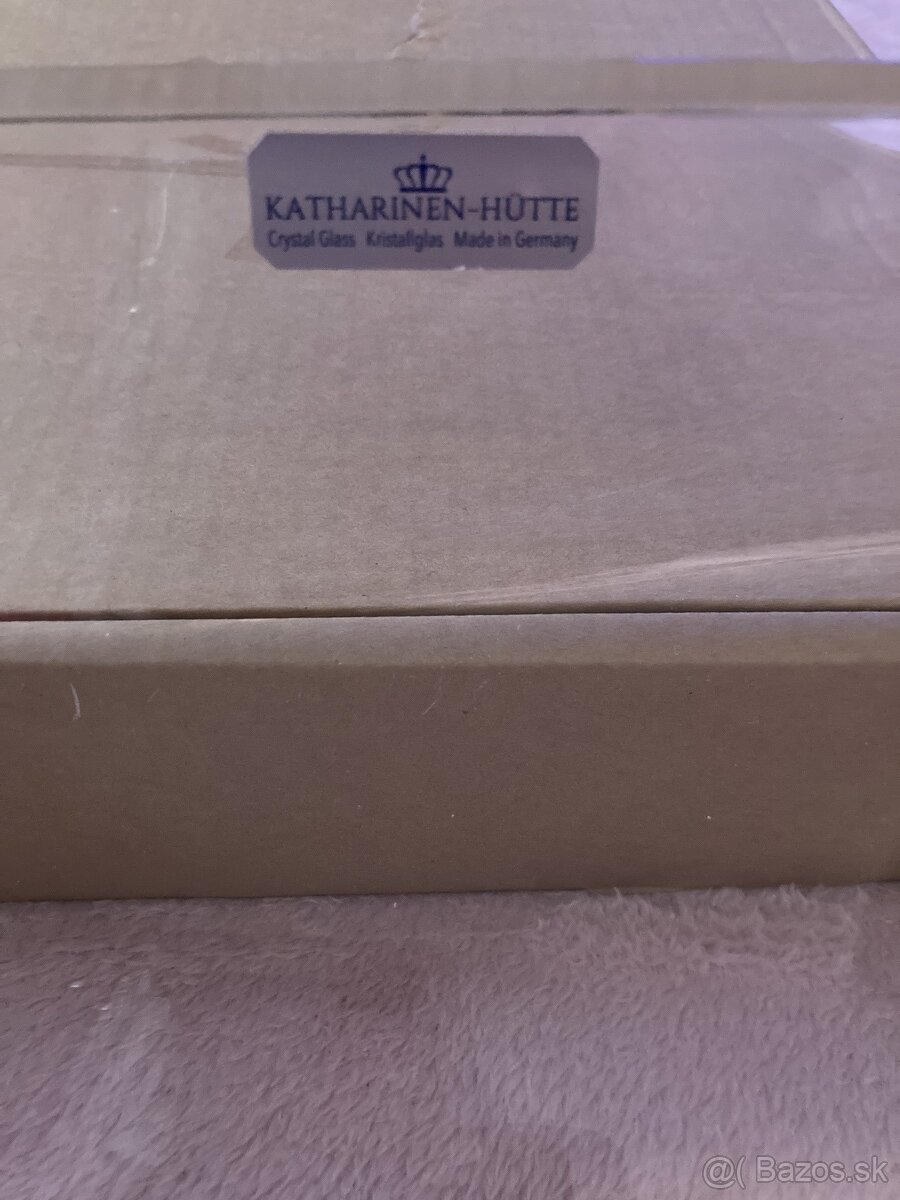 KATHARINEN-HÜTTE
Crystal Glass Kristallglas Made in Germany
@( Bazos.sk